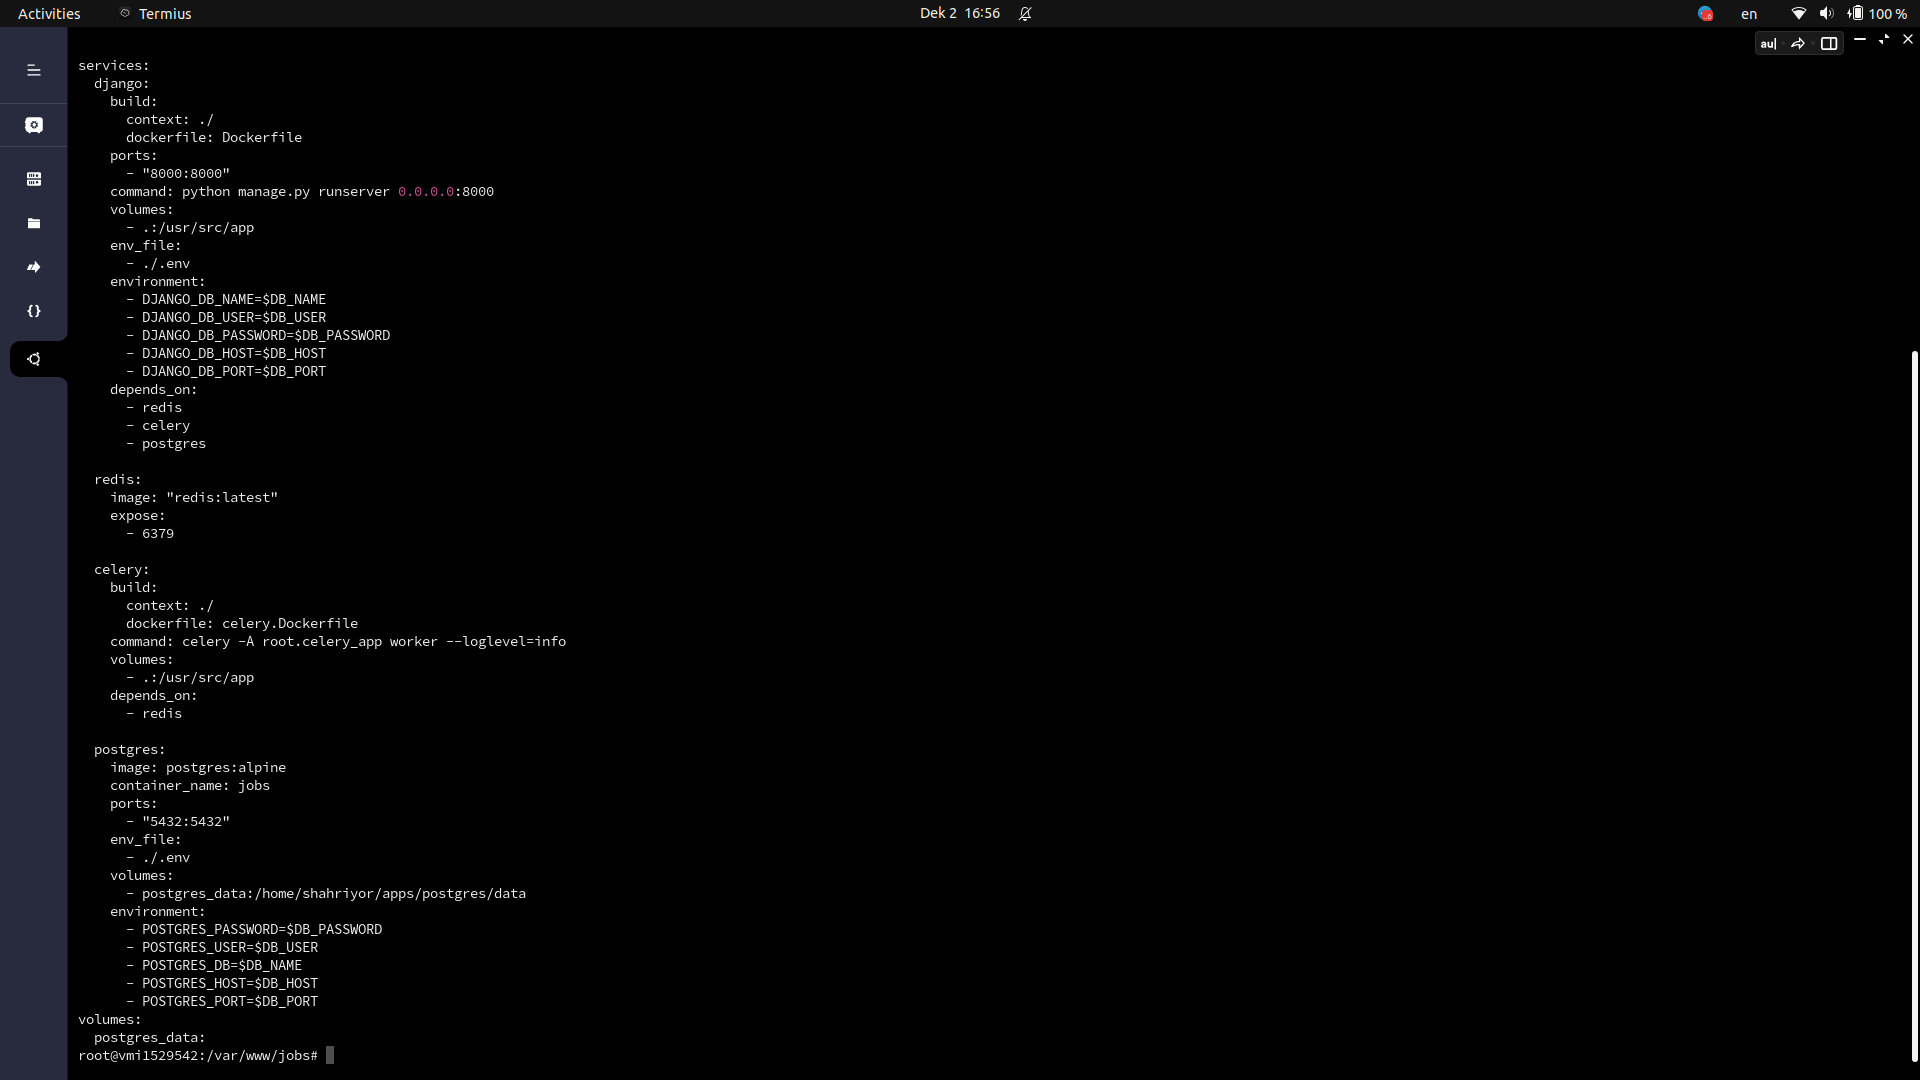 Activities
Termius
Dek 2 16:56
en
100 %
au|
services:
  django:
    build:
      context: ./
      dockerfile: Dockerfile
    ports:
      - "8000:8000"
    command: python manage.py runserver 0.0.0.0:8000
    volumes:
      - .:/usr/src/app
    env_file:
      - ./.env
    environment:
      - DJANGO_DB_NAME=$DB_NAME
      - DJANGO_DB_USER=$DB_USER
      - DJANGO_DB_PASSWORD=$DB_PASSWORD
      - DJANGO_DB_HOST=$DB_HOST
      - DJANGO_DB_PORT=$DB_PORT
    depends_on:
      - redis
      - celery
      - postgres

  redis:
    image: "redis:latest"
    expose:
      - 6379

  celery:
    build:
      context: ./
      dockerfile: celery.Dockerfile
    command: celery -A root.celery_app worker --loglevel=info
    volumes:
      - .:/usr/src/app
    depends_on:
      - redis

  postgres:
    image: postgres:alpine
    container_name: jobs
    ports:
      - "5432:5432"
    env_file:
      - ./.env
    volumes:
      - postgres_data:/home/shahriyor/apps/postgres/data
    environment:
      - POSTGRES_PASSWORD=$DB_PASSWORD
      - POSTGRES_USER=$DB_USER
      - POSTGRES_DB=$DB_NAME
      - POSTGRES_HOST=$DB_HOST
      - POSTGRES_PORT=$DB_PORT
volumes:
  postgres_data:
root@vmi1529542:/var/www/jobs#